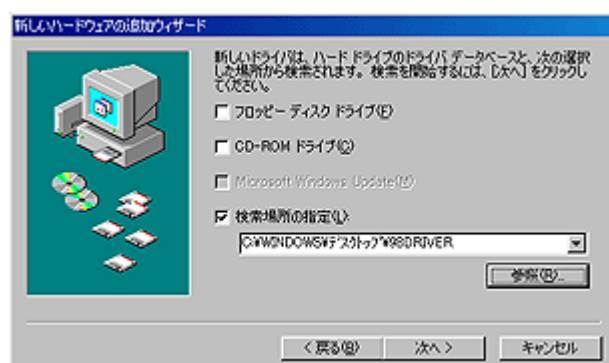 新しいハードウェアの追加ウィザード
新しいドライバは、ハード ドライブのドライバ データベースと、次の選択
した場所から検索されます。検索を開始するには、[次へ] をクリックし
てください。
フロッピー ディスク ドライブ(F)
CD-ROM ドライブ(C)
Microsoft Windows Update(M)
検索場所の指定(L):
C:¥WINDOWS¥デスクトップ¥98DRIVER
参照(R)...
< 戻る(B)
次へ >
キャンセル